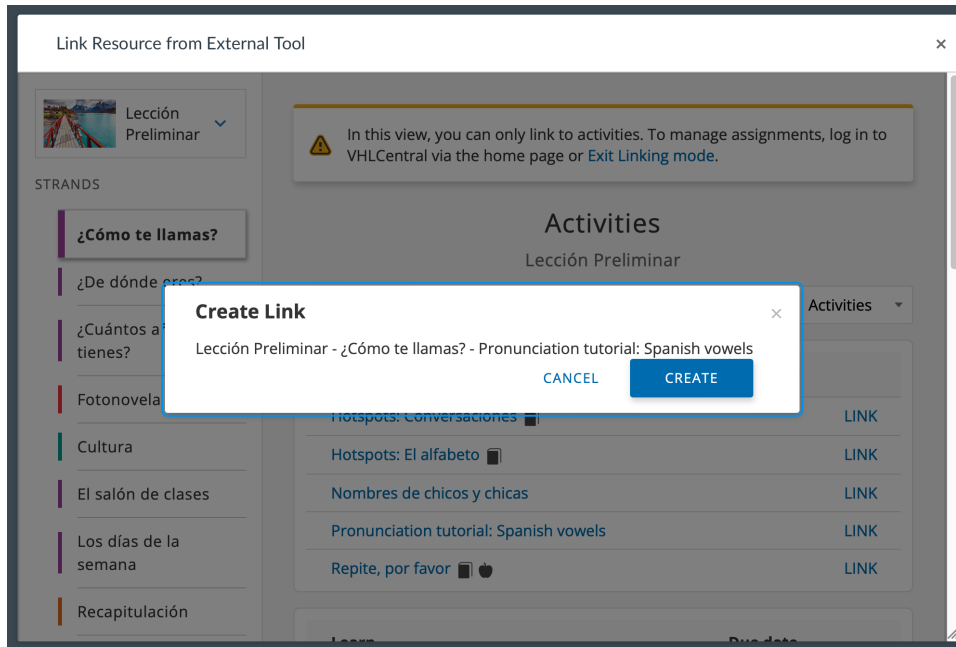 Link Resource from External Tool
×
Lección
Preliminar
STRANDS
¿Cómo te llamas?
¿De dónde eres?
¿Cuántos a
tienes?
Fotonovela
Cultura
El salón de clases
Los días de la
semana
Recapitulación
In this view, you can only link to activities. To manage assignments, log in to
VHLCentral via the home page or Exit Linking mode.
Activities
Lección Preliminar
Activities
Create Link
×
Lección Preliminar - ¿Cómo te llamas? - Pronunciation tutorial: Spanish vowels
CANCEL CREATE
Hotspots: Conversaciones LINK
Hotspots: El alfabeto LINK
Nombres de chicos y chicas LINK
Pronunciation tutorial: Spanish vowels LINK
Repite, por favor LINK
Learn Due date